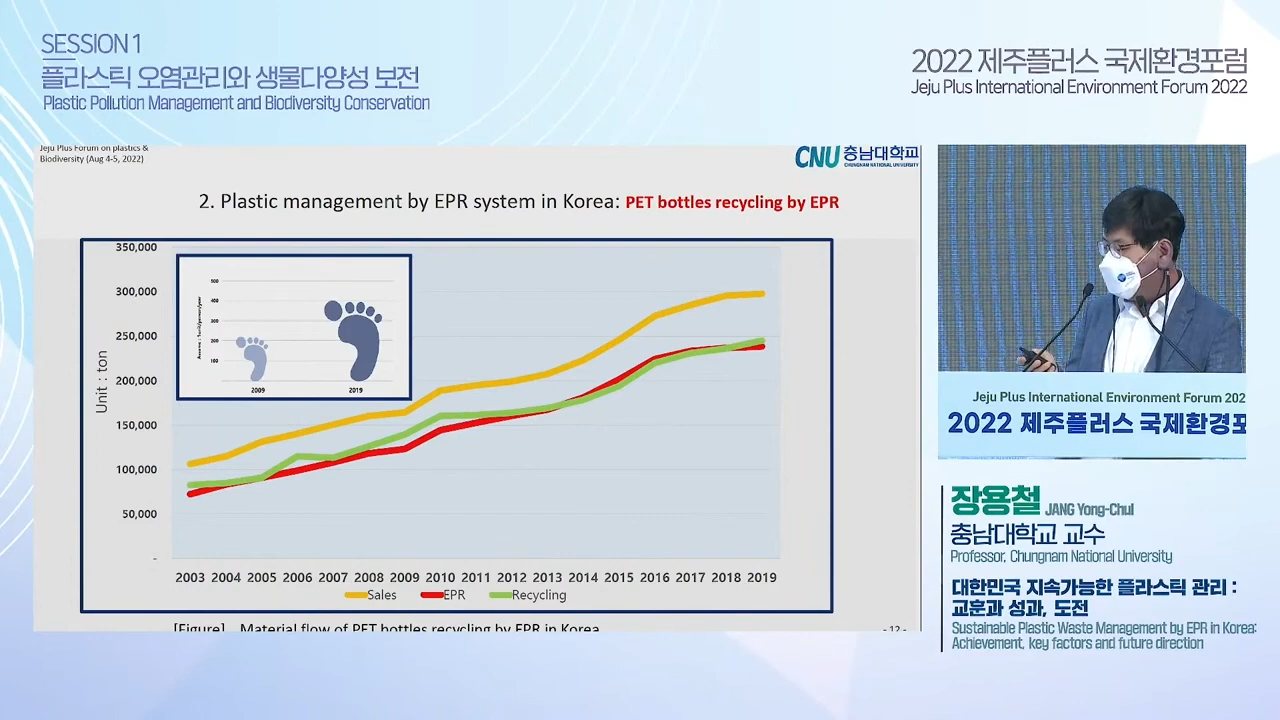 SESSION 1
플라스틱 오염관리와 생물다양성 보전
Plastic Pollution Management and Biodiversity Conservation
2022 제주플러스 국제환경포럼
Jeju Plus International Environment Forum 2022
Jeju Plus Forum on plastics &
Biodiversity (Aug 4-5, 2022)
CNU 충남대학교
CHUNGNAM NATIONAL UNIVERSITY
2. Plastic management by EPR system in Korea: PET bottles recycling by EPR
350,000
300,000
250,000
200,000
150,000
100,000
50,000
-
Unit : ton
500
400
300
200
100
2009 2019
2003 2004 2005 2006 2007 2008 2009 2010 2011 2012 2013 2014 2015 2016 2017 2018 2019
Sales EPR Recycling
[Figure] Material flow of PET bottles recycling by EPR in Korea
- 12 -
Jeju Plus International Environment Forum 202
2022 제주플러스 국제환경포
장용철 JANG Yong-Chul
충남대학교 교수
Professor, Chungnam National University
대한민국 지속가능한 플라스틱 관리 :
교훈과 성과, 도전
Sustainable Plastic Waste Management by EPR in Korea:
Achievement, key factors and future direction